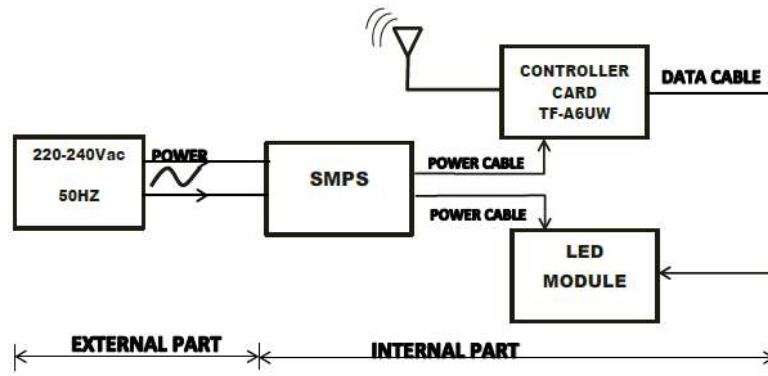 CONTROLLER
CARD
TF-A6UW
DATA CABLE
220-240Vac
50HZ
POWER
SMPS
POWER CABLE
POWER CABLE
LED
MODULE
EXTERNAL PART
INTERNAL PART